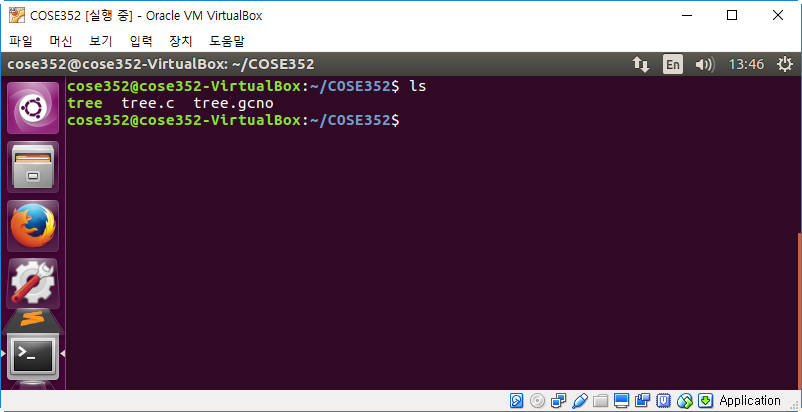 COSE352 [실행 중] - Oracle VM VirtualBox
파일 머신 보기 입력 장치 도움말
cose352@cose352-VirtualBox: ~/COSE352 En 13:46
cose352@cose352-VirtualBox:~/COSE352$ ls
tree tree.c tree.gcno
cose352@cose352-VirtualBox:~/COSE352$
Application